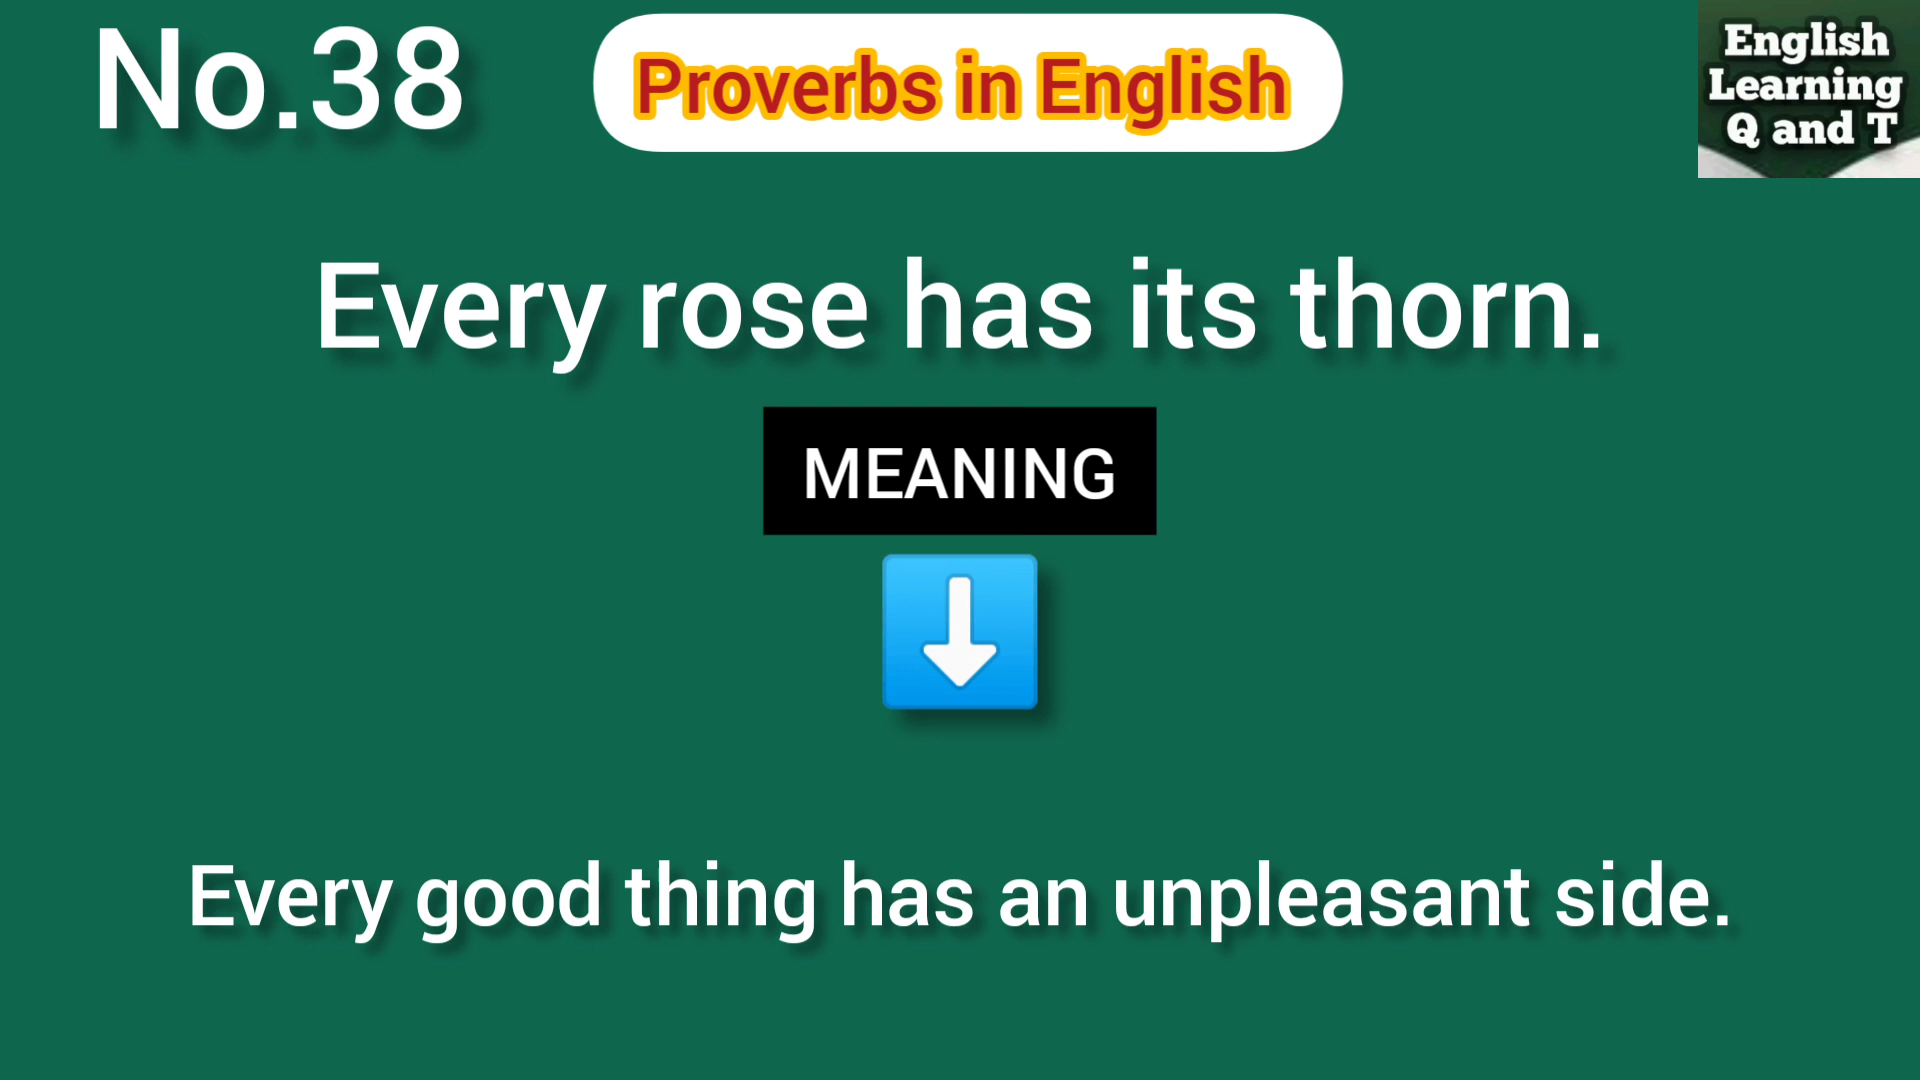 No.38
Proverbs in English
English
Learning
Q and T
Every rose has its thorn.
MEANING
Every good thing has an unpleasant side.